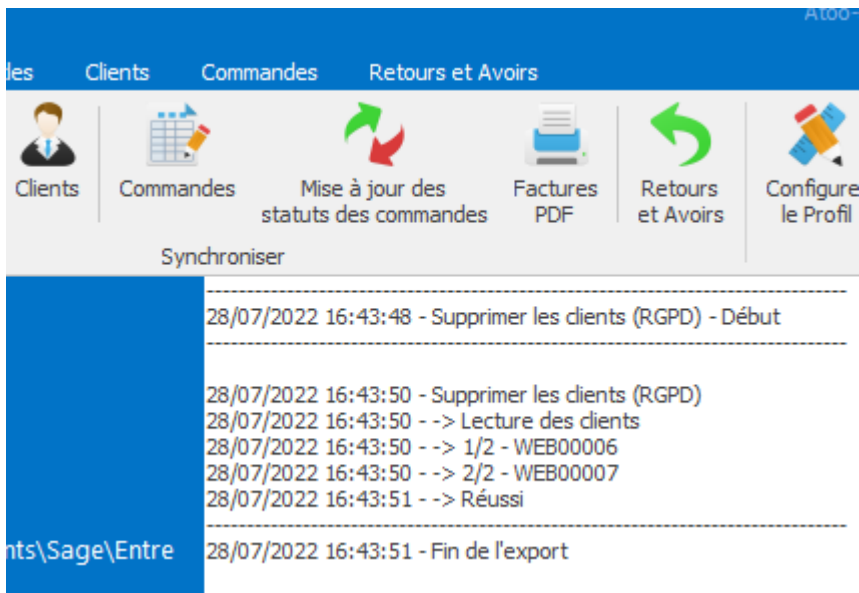 Atoo-
des Clients Commandes Retours et Avoirs
Clients Commandes Mise à jour des Factures Retours Configure
statuts des commandes PDF et Avoirs le Profil
Synchroniser
28/07/2022 16:43:48 - Supprimer les clients (RGPD) - Début
28/07/2022 16:43:50 - Supprimer les clients (RGPD)
28/07/2022 16:43:50 - --> Lecture des clients
28/07/2022 16:43:50 - --> 1/2 - WEB00006
28/07/2022 16:43:50 - --> 2/2 - WEB00007
28/07/2022 16:43:51 - --> Réussi
nts\Sage\Entre
28/07/2022 16:43:51 - Fin de l'export